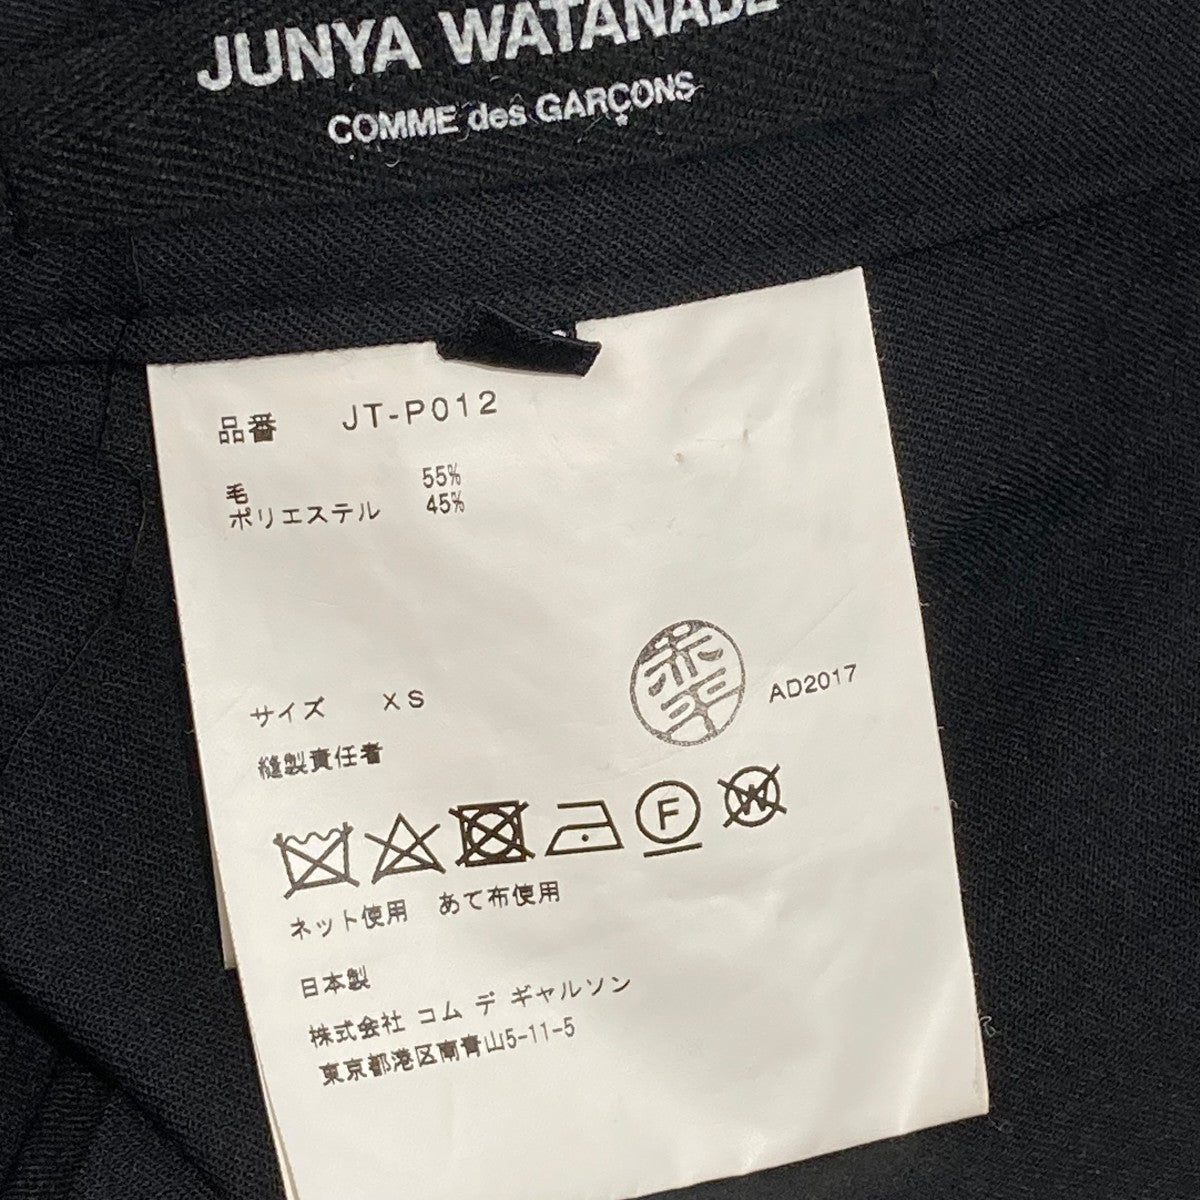 JUNYA WATANABE
COMME des GARÇONS
品番 JT-P012
毛 55%
ポリエステル 45%
サイズ XS
AD2017
縫製責任者
F
W
ネット使用 あて布使用
日本製
株式会社 コム デ ギャルソン
東京都港区南青山5-11-5